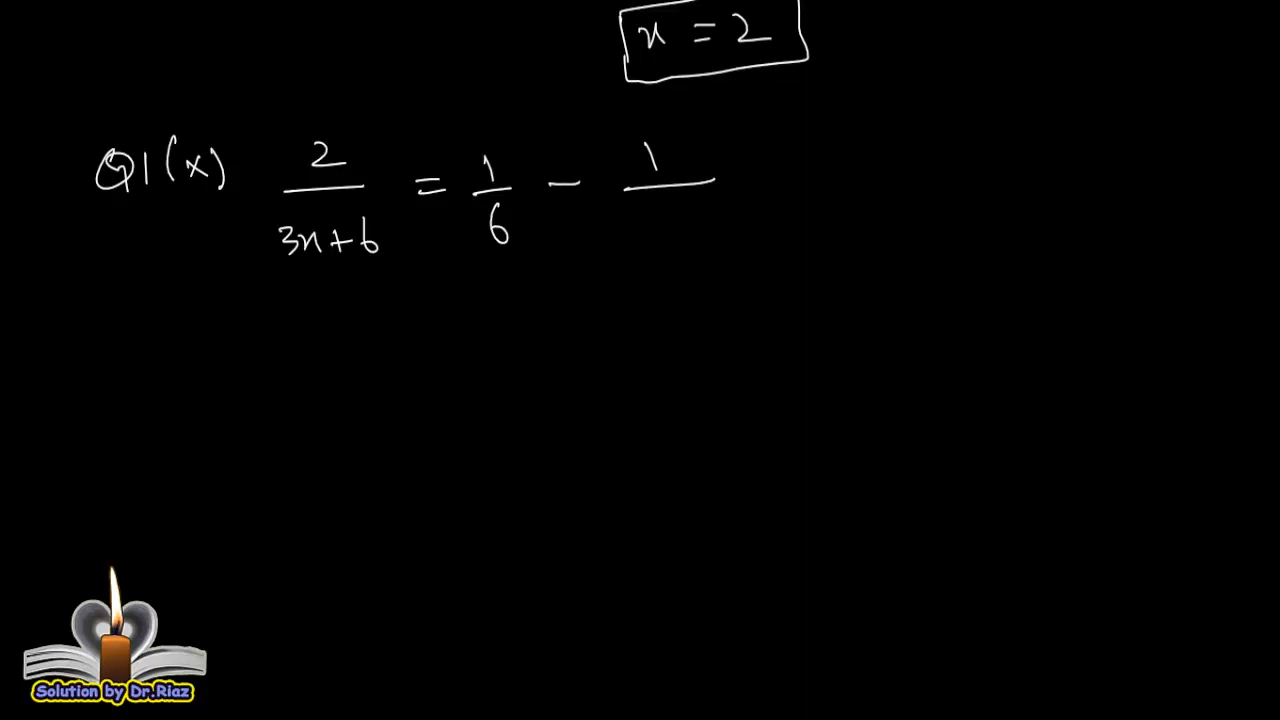 x = 2
Q1(x) 2/(3x+6) = 1/6 - 1/
Solution by Dr.Riaz